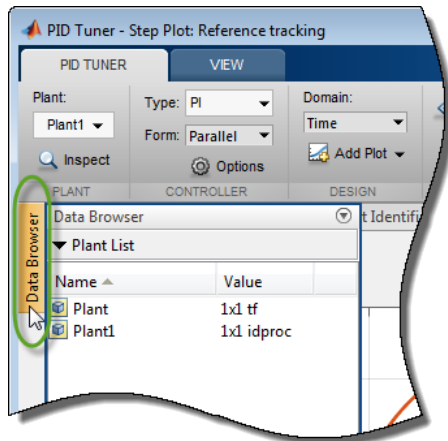 PID Tuner - Step Plot: Reference tracking
PID TUNER VIEW
Plant: Type: PI Domain:
Plant1 Form: Parallel Time
Inspect Options Add Plot
PLANT CONTROLLER DESIGN
Data Browser
Data Browser
Plant List
Name Value
Plant 1x1 tf
Plant1 1x1 idproc